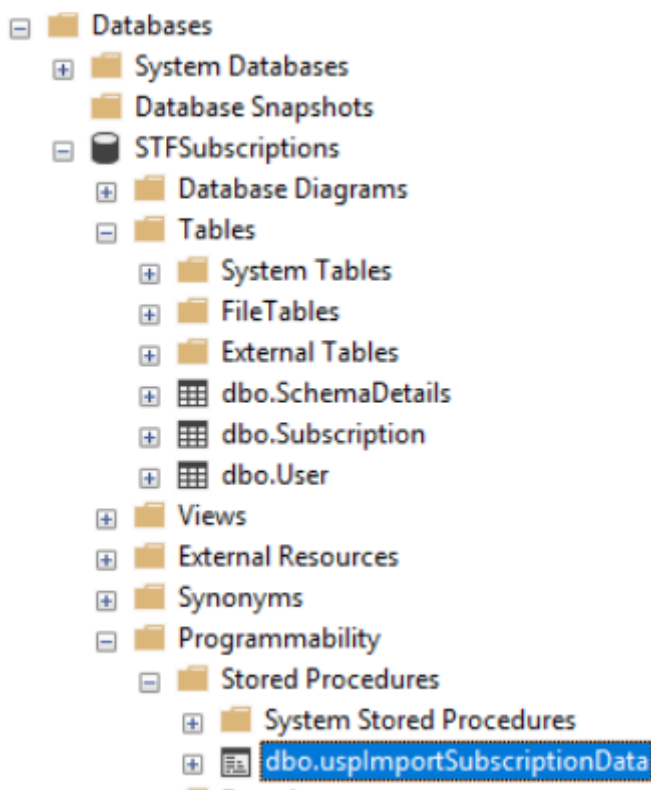 Databases
System Databases
Database Snapshots
STFSubscriptions
Database Diagrams
Tables
System Tables
FileTables
External Tables
dbo.SchemaDetails
dbo.Subscription
dbo.User
Views
External Resources
Synonyms
Programmability
Stored Procedures
System Stored Procedures
dbo.uspImportSubscriptionData